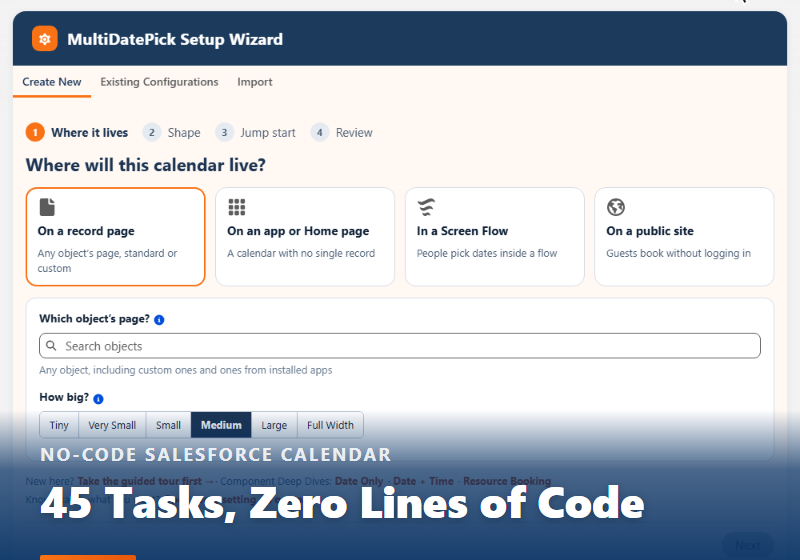 MultiDatePick Setup Wizard
Create New Existing Configurations Import
1 Where it lives 2 Shape 3 Jump start 4 Review
Where will this calendar live?
On a record page
Any object's page, standard or
custom
On an app or Home page
A calendar with no single record
In a Screen Flow
People pick dates inside a flow
On a public site
Guests book without logging in
Which object's page?
Search objects
Any object, including custom ones and ones from installed apps
How big?
Tiny Very Small Small Medium Large Full Width
NO-CODE SALESFORCE CALENDAR
New here? Take the guided tour first → · Component Deep Dives: Date Only · Date + Time · Resource Booking
45 Tasks, Zero Lines of Code
Next